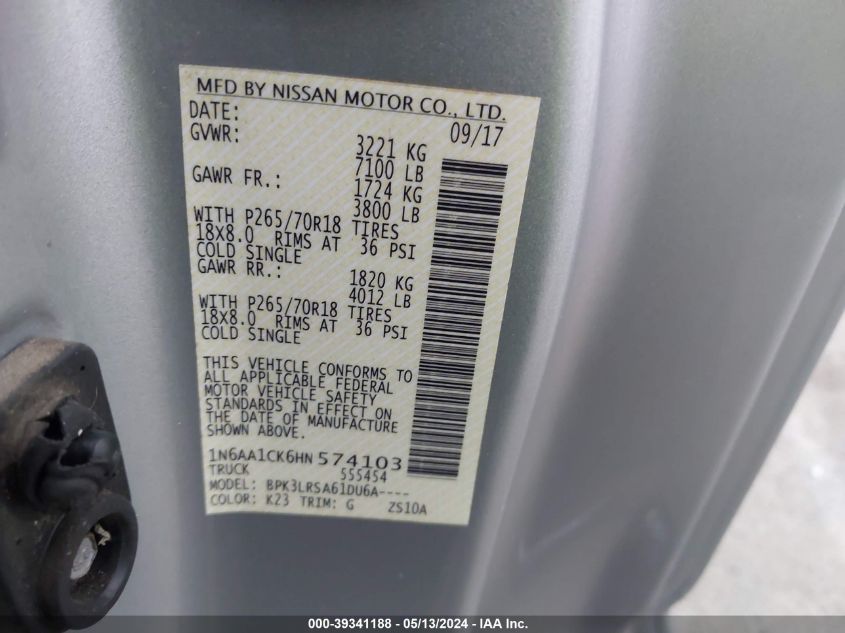 MFD BY NISSAN MOTOR CO., LTD.
DATE: 09/17
GVWR: 3221 KG
7100 LB
GAWR FR.: 1724 KG
3800 LB
WITH P265/70R18 TIRES
18X8.0 RIMS AT 36 PSI
COLD SINGLE
GAWR RR.: 1820 KG
4012 LB
WITH P265/70R18 TIRES
18X8.0 RIMS AT 36 PSI
COLD SINGLE
THIS VEHICLE CONFORMS TO
ALL APPLICABLE FEDERAL
MOTOR VEHICLE SAFETY
STANDARDS IN EFFECT ON
THE DATE OF MANUFACTURE
SHOWN ABOVE.
1N6AA1CK6HN574103
TRUCK 555454
MODEL: BPK3LRSA61DU6A----
COLOR: K23 TRIM: G ZS10A
000-39341188 - 05/13/2024 - IAA Inc.